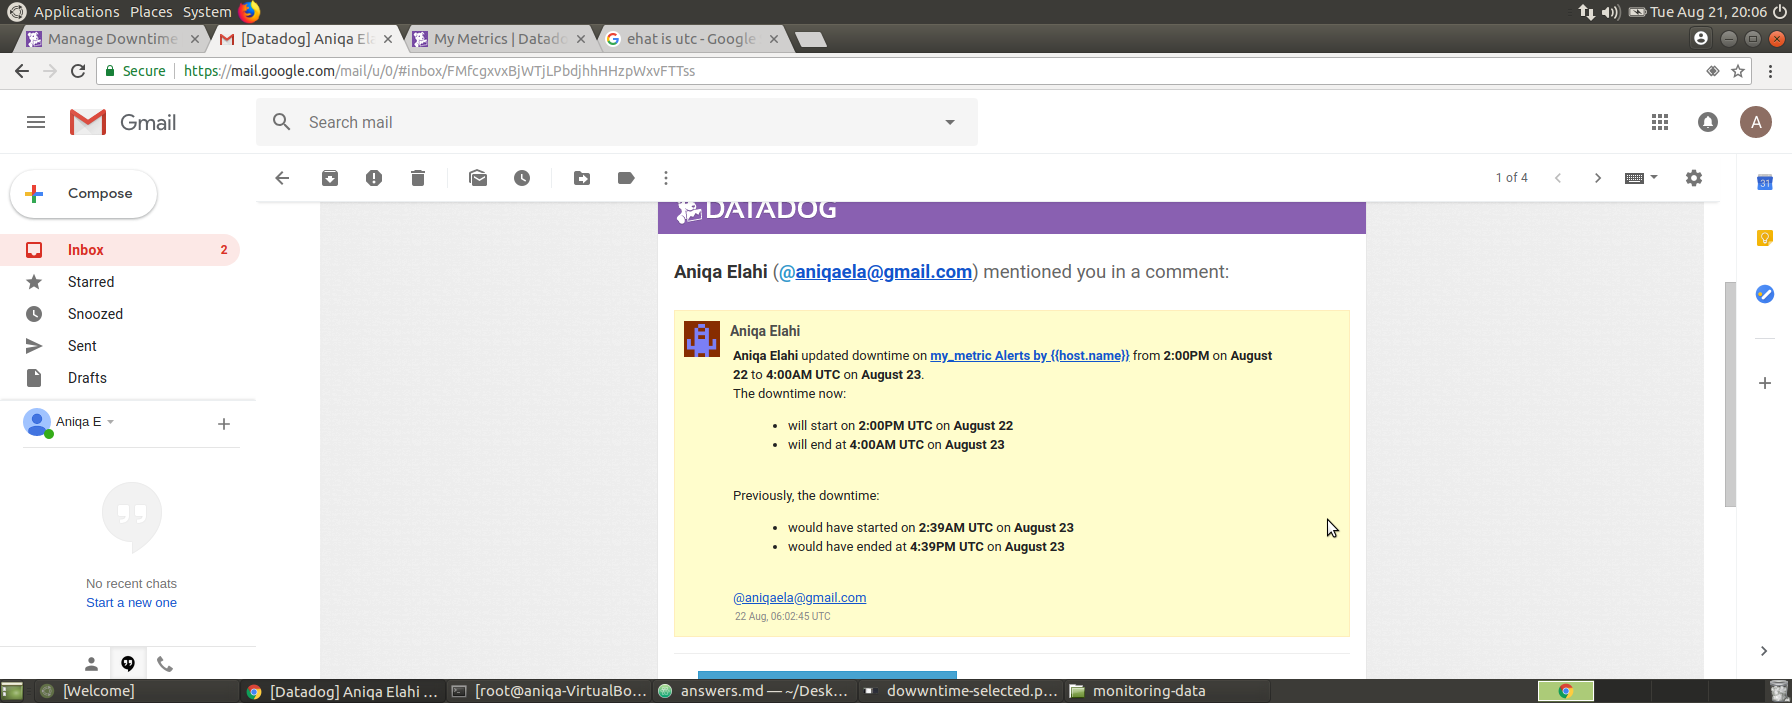 Applications Places System
Tue Aug 21, 20:06
Manage Downtime
[Datadog] Aniqa El
My Metrics | Datado
ehat is utc - Google
Secure
https://mail.google.com/mail/u/0/#inbox/FMfcgxvxBjWTjLPbdjhhHHzpWxvFTTss
Gmail
Search mail
A
Compose
1 of 4
31
Inbox 2
Starred
Snoozed
Sent
Drafts
Aniqa E
No recent chats
Start a new one
DATADOG
Aniqa Elahi (@aniqaela@gmail.com) mentioned you in a comment:
Aniqa Elahi
Aniqa Elahi updated downtime on my_metric Alerts by {{host.name}} from 2:00PM on August
22 to 4:00AM UTC on August 23.
The downtime now:
• will start on 2:00PM UTC on August 22
• will end at 4:00AM UTC on August 23
Previously, the downtime:
• would have started on 2:39AM UTC on August 23
• would have ended at 4:39PM UTC on August 23
@aniqaela@gmail.com
22 Aug, 06:02:45 UTC
[Welcome]
[Datadog] Aniqa Elahi ...
[root@aniqa-VirtualBo...
answers.md — ~/Desk...
dowwntime-selected.p...
monitoring-data